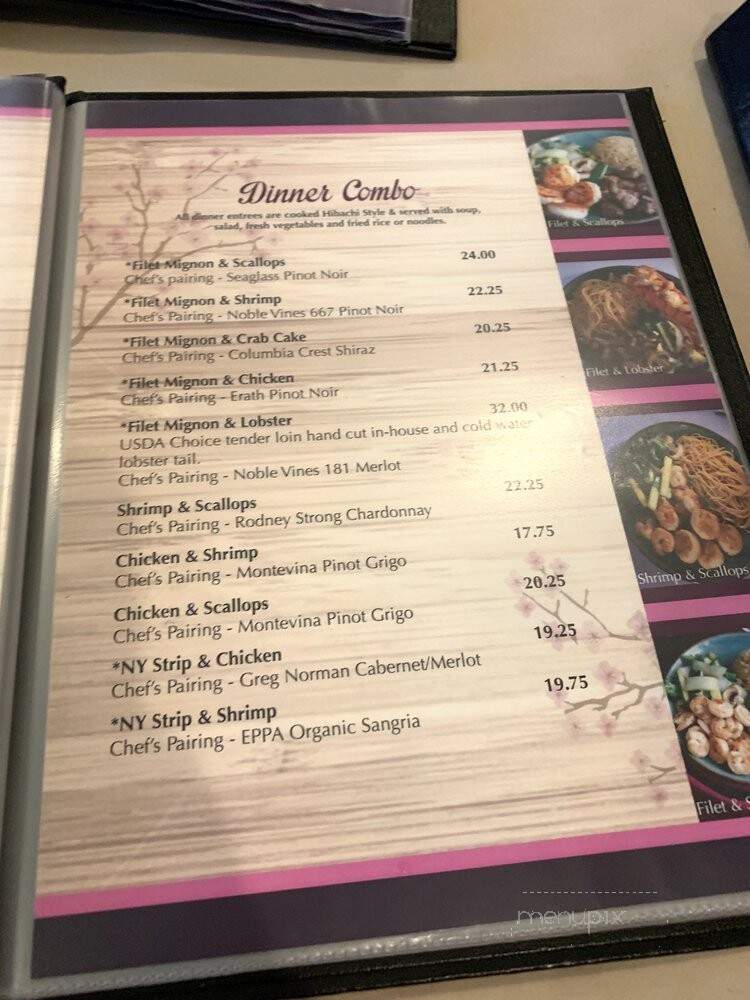 Dinner Combo
All dinner entrees are cooked Hibachi Style & served with soup,
salad, fresh vegetables and fried rice or noodles.
*Filet Mignon & Scallops 24.00
Chef's pairing - Seaglass Pinot Noir
*Filet Mignon & Shrimp 22.25
Chef's Pairing - Noble Vines 667 Pinot Noir
*Filet Mignon & Crab Cake 20.25
Chef's Pairing - Columbia Crest Shiraz
*Filet Mignon & Chicken 21.25
Chef's Pairing - Erath Pinot Noir
*Filet Mignon & Lobster 32.00
USDA Choice tender loin hand cut in-house and cold water
lobster tail.
Chef's Pairing - Noble Vines 181 Merlot
Shrimp & Scallops 22.25
Chef's Pairing - Rodney Strong Chardonnay
Chicken & Shrimp 17.75
Chef's Pairing - Montevina Pinot Grigo
Chicken & Scallops 20.25
Chef's Pairing - Montevina Pinot Grigo
*NY Strip & Chicken 19.25
Chef's Pairing - Greg Norman Cabernet/Merlot
*NY Strip & Shrimp 19.75
Chef's Pairing - EPPA Organic Sangria
Filet & Scallops
Filet & Lobster
Shrimp & Scallops
Filet & S
menupix